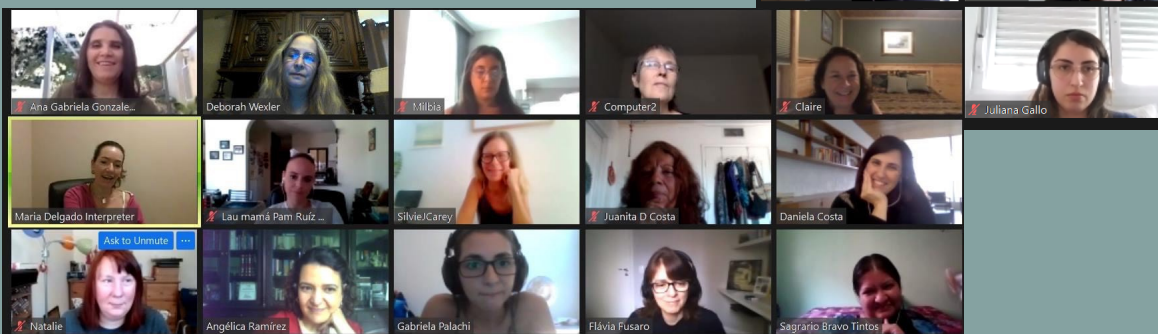 Ana Gabriela Gonzale...
Deborah Wexler
Milbia
Computer2
Claire
Juliana Gallo
Maria Delgado Interpreter
Lau mamá Pam Ruíz ...
SilvieJCarey
Juanita D Costa
Daniela Costa
Ask to Unmute ...
Natalie
Angélica Ramírez
Gabriela Palachi
Flávia Fusaro
Sagrario Bravo Tintos